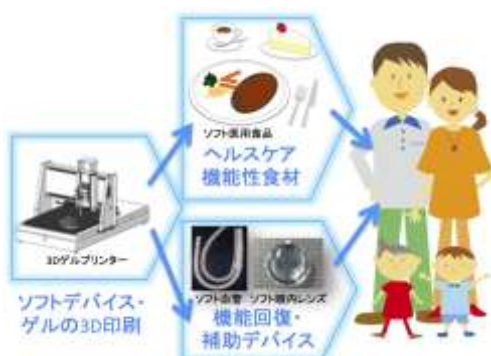 ソフト医用食品
ヘルスケア
機能性食材
3Dゲルプリンター
ソフトデバイス・
ゲルの3D印刷
ソフト血管 ソフト眼内レンズ
機能回復・
補助デバイス